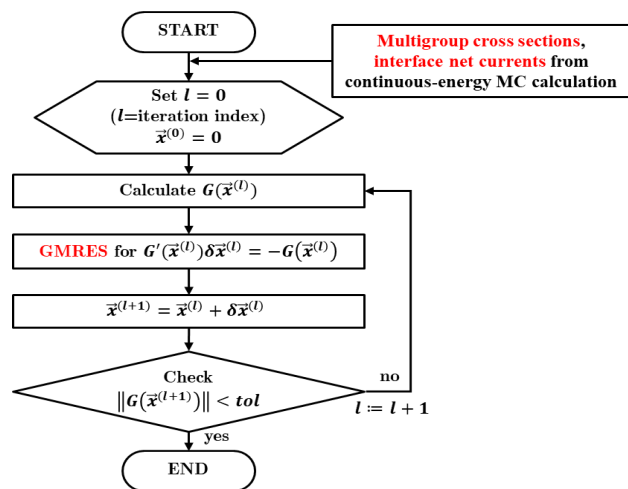 START
Multigroup cross sections,
interface net currents from
continuous-energy MC calculation
Set l = 0
(l=iteration index)
x⃗⁽⁰⁾ = 0
Calculate G(x⃗⁽ˡ⁾)
GMRES for G′(x⃗⁽ˡ⁾)δx⃗⁽ˡ⁾ = −G(x⃗⁽ˡ⁾)
x⃗⁽ˡ⁺¹⁾ = x⃗⁽ˡ⁾ + δx⃗⁽ˡ⁾
Check
‖G(x⃗⁽ˡ⁺¹⁾)‖ < tol
no
l ≔ l + 1
yes
END